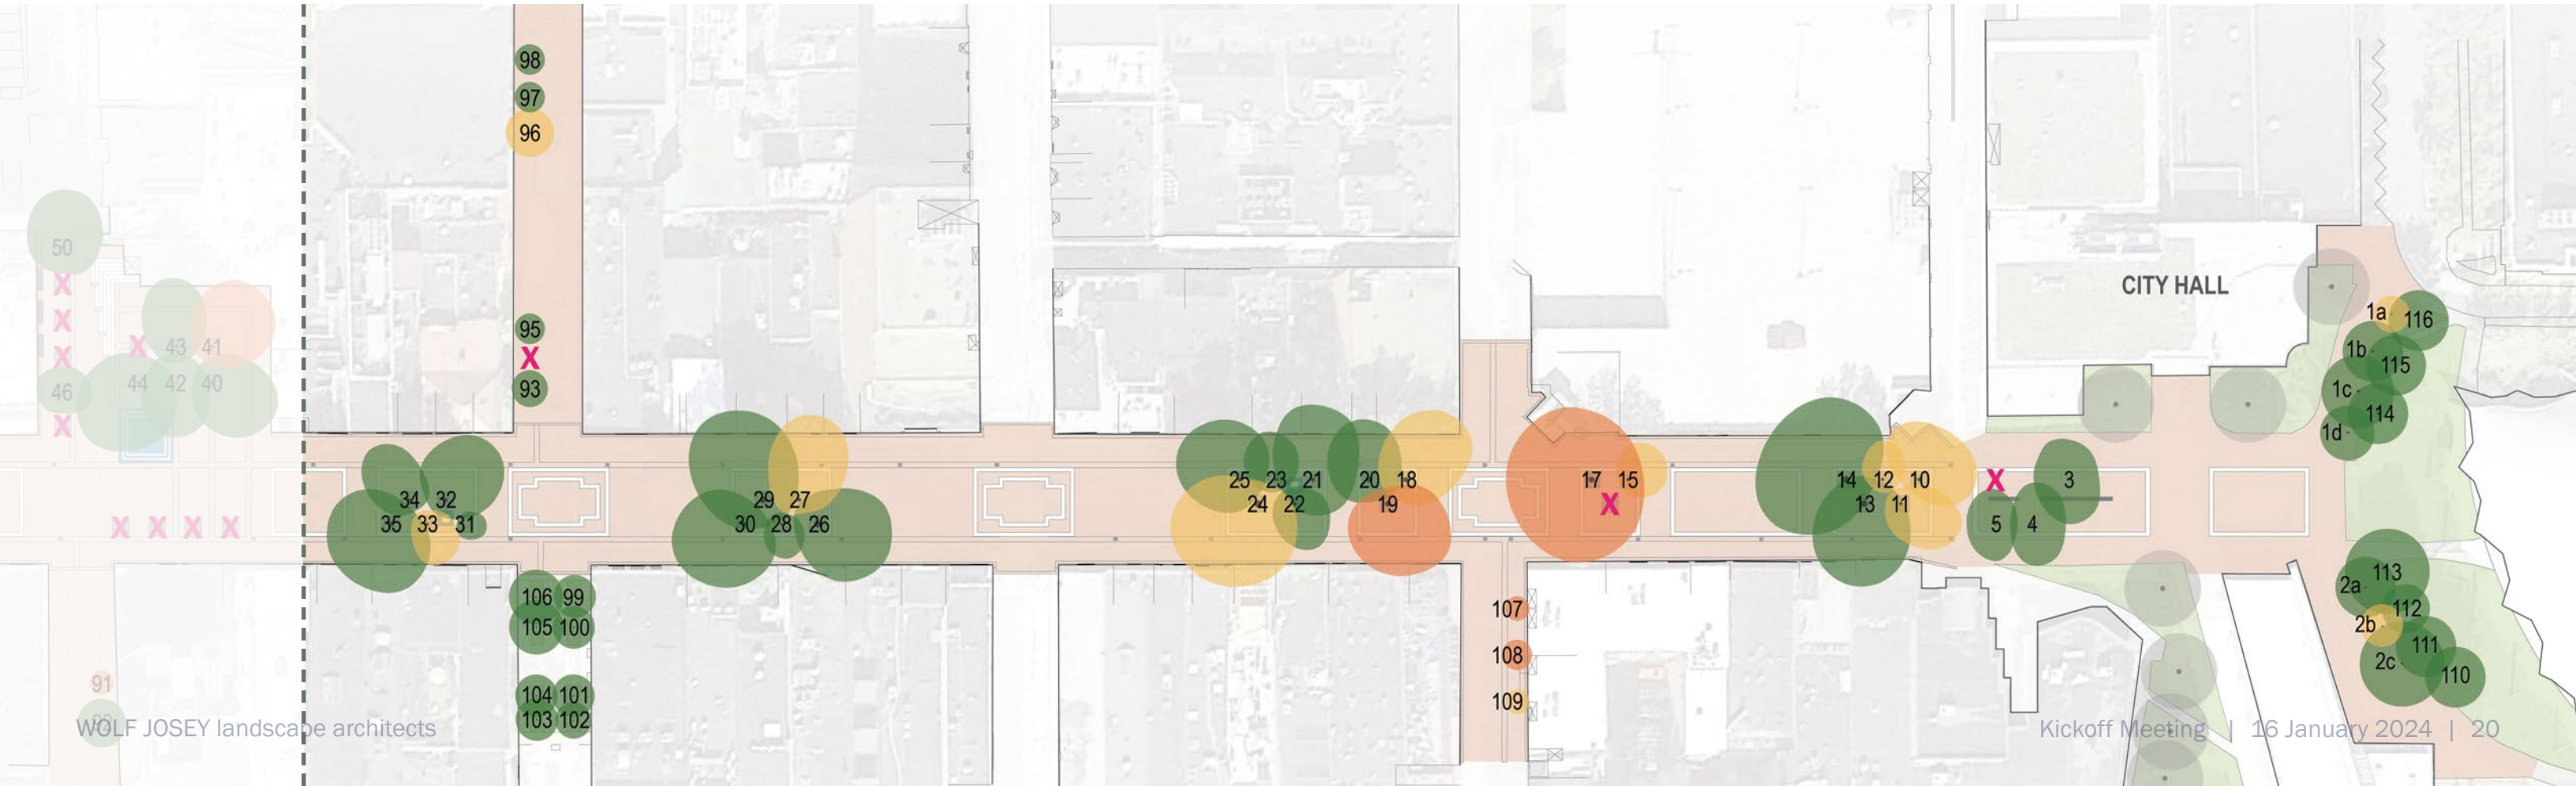 98
97
96
50
X
X
X
46
X
X
43 41
44 42 40
95
X
93
CITY HALL
1a 116
1b 115
1c 114
1d
34 32
35 33 31
X X X X
29 27
30 28 26
25 23 21 20 18
24 22 19
17 15
X
14 12 10
13 11
X 3
5 4
106 99
105 100
104 101
103 102
107
108
109
113
2a
112
2b
111
2c
110
91
WOLF JOSEY landscape architects
Kickoff Meeting | 16 January 2024 | 20